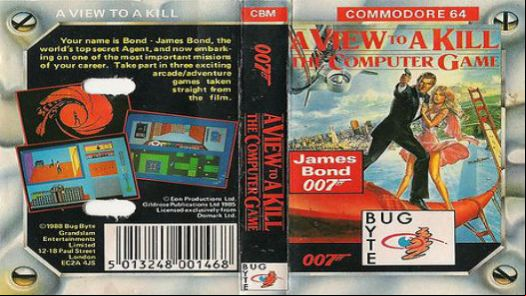 A VIEW TO A KILL
Your name is Bond - James Bond, the
world's top secret Agent, and now embark-
ing on one of the most important missions
of your career. Take part in three exciting
arcade/adventure
games taken
straight from
the film.
© Eon Productions Ltd.
Glidrose Publications Ltd 1985
Licensed exclusively from
Domark Ltd.
©1988 Bug Byte
Grandslam
Entertainments
Limited
12-18 Paul Street
London
EC2A 4JS
5 013248 001468
CBM
007
A VIEW TO A KILL
THE COMPUTER GAME
BUG
BYTE
COMMODORE 64
A VIEW TO A KILL
THE COMPUTER GAME
James
Bond
007
BUG
BYTE
007